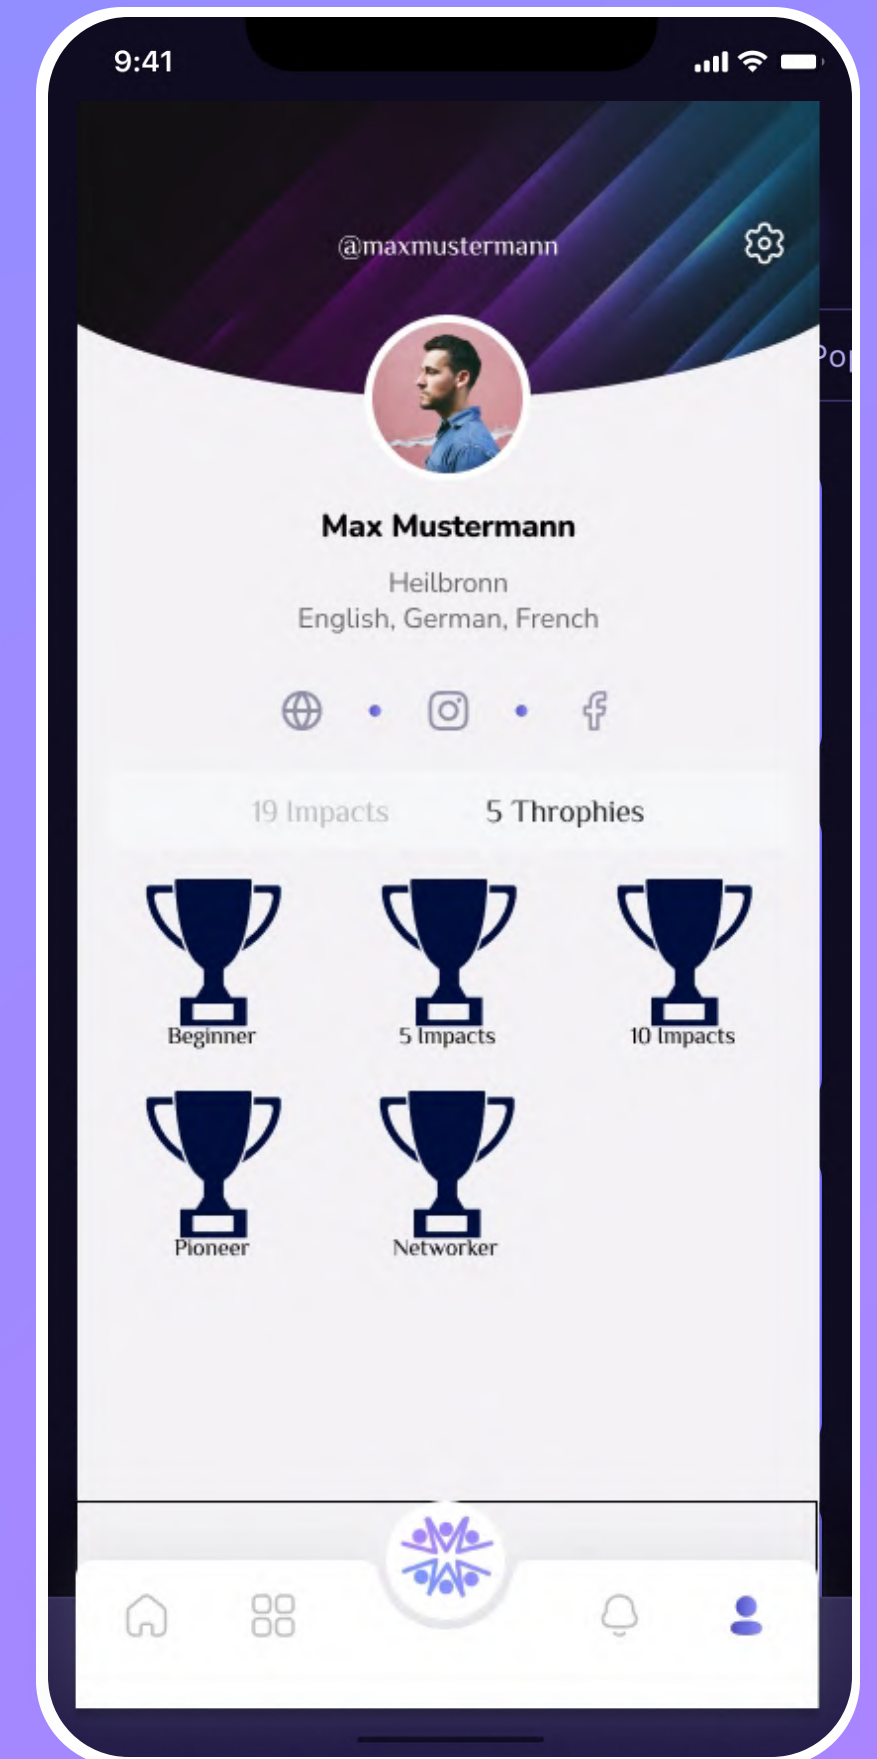 9:41
@maxmustermann
Pop
Max Mustermann
Heilbronn
English, German, French
19 Impacts 5 Throphies
Beginner 5 Impacts 10 Impacts
Pioneer Networker